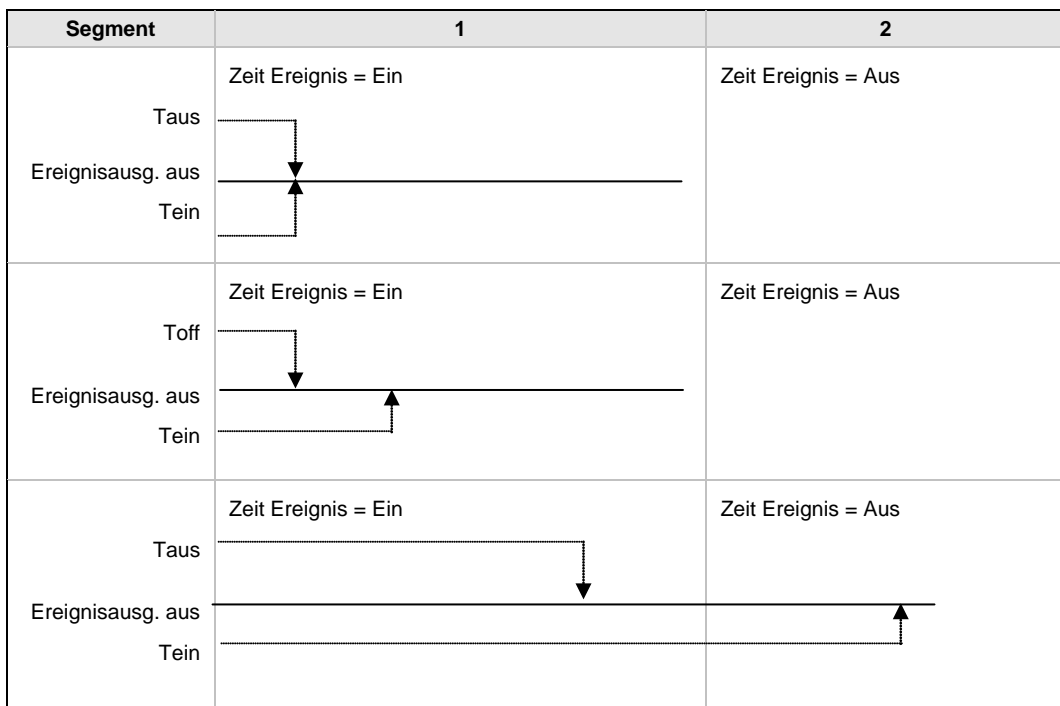 Segment 1 2
Zeit Ereignis = Ein Zeit Ereignis = Aus
Taus
Ereignisausg. aus
Tein
Zeit Ereignis = Ein Zeit Ereignis = Aus
Toff
Ereignisausg. aus
Tein
Zeit Ereignis = Ein Zeit Ereignis = Aus
Taus
Ereignisausg. aus
Tein